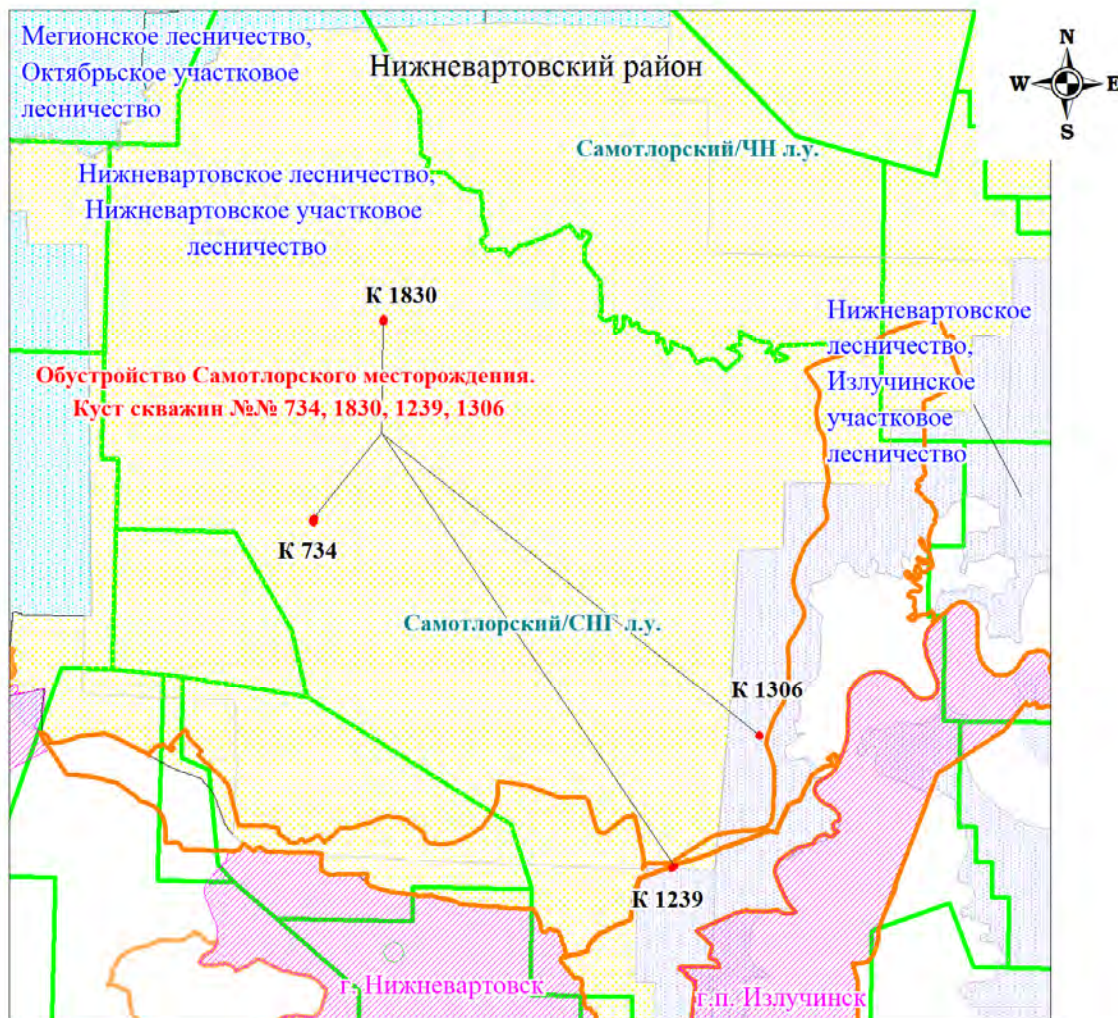 Мегионское лесничество,
Октябрьское участковое
лесничество
Нижневартовский район
N
W E
S
Самотлорский/ЧН л.у.
Нижневартовское лесничество,
Нижневартовское участковое
лесничество
К 1830
Нижневартовское
лесничество,
Излучинское
участковое
лесничество
Обустройство Самотлорского месторождения.
Куст скважин №№ 734, 1830, 1239, 1306
К 734
Самотлорский/СНГ л.у.
К 1306
К 1239
г. Нижневартовск
г.п. Излучинск